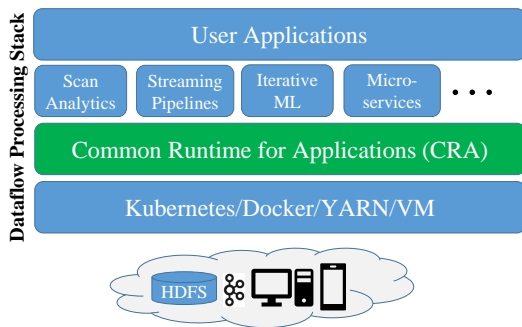 Dataflow Processing Stack
User Applications
Scan
Analytics
Streaming
Pipelines
Iterative
ML
Micro-
services
...
Common Runtime for Applications (CRA)
Kubernetes/Docker/YARN/VM
HDFS